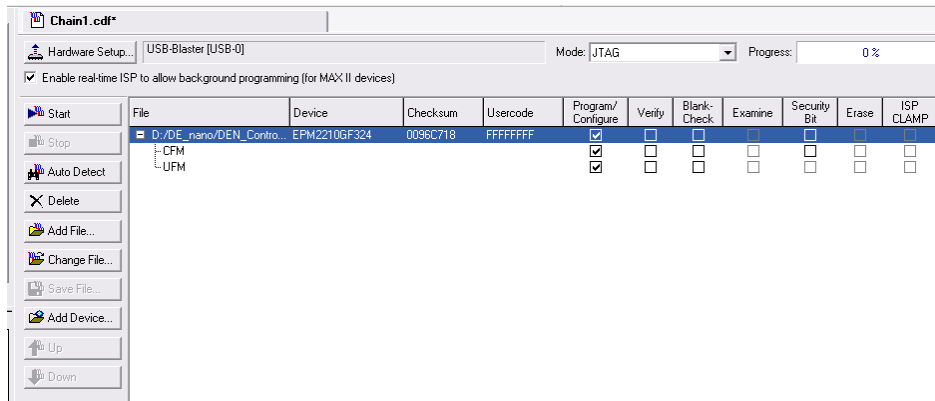 Chain1.cdf*
Hardware Setup... USB-Blaster [USB-0] Mode: JTAG Progress: 0 %
Enable real-time ISP to allow background programming (for MAX II devices)
Start
Stop
Auto Detect
Delete
Add File...
Change File...
Save File...
Add Device...
Up
Down
File Device Checksum Usercode Program/ Configure Verify Blank- Check Examine Security Bit Erase ISP CLAMP
D:/DE_nano/DEN_Contro... EPM2210GF324 0096C718 FFFFFFFF
CFM
UFM